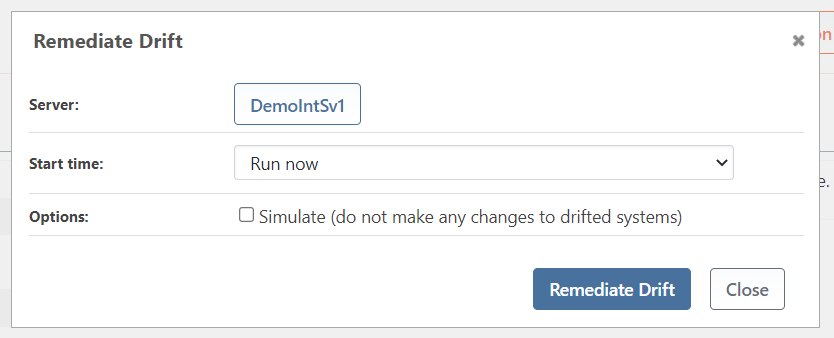 Remediate Drift
Server: DemoIntSv1
Start time: Run now
Options: Simulate (do not make any changes to drifted systems)
Remediate Drift Close
on
e.